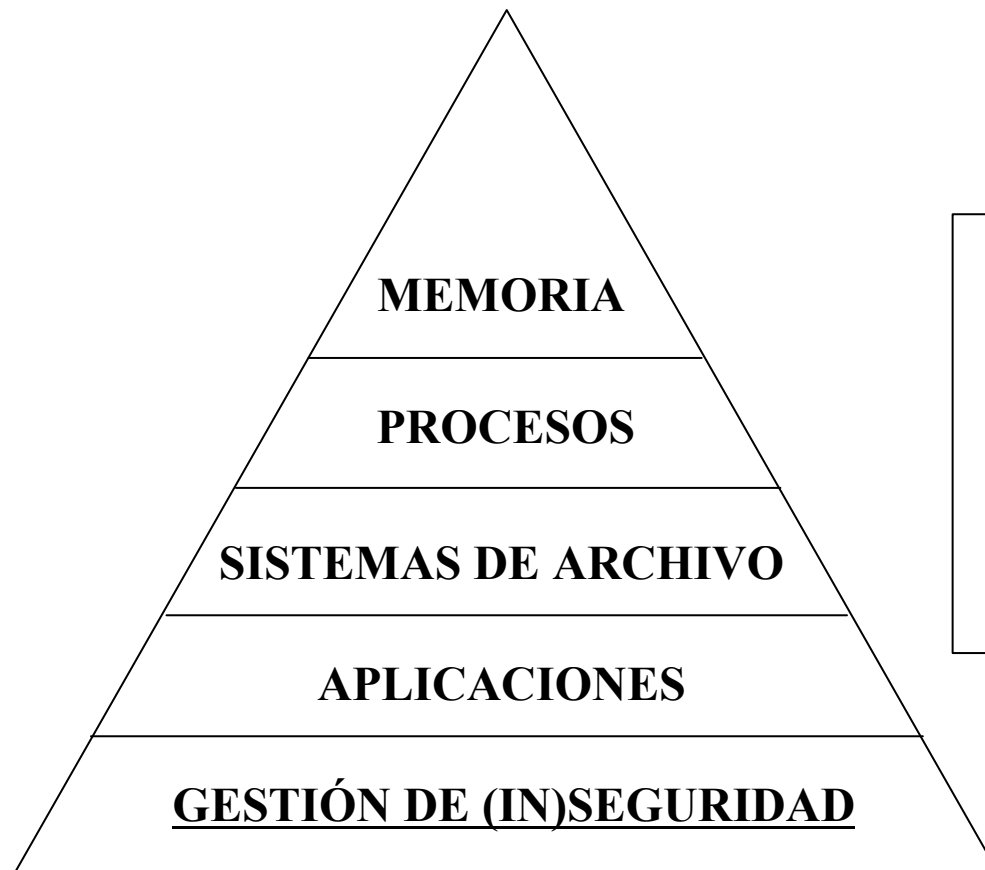 MEMORIA
PROCESOS
SISTEMAS DE ARCHIVO
APLICACIONES
GESTIÓN DE (IN)SEGURIDAD